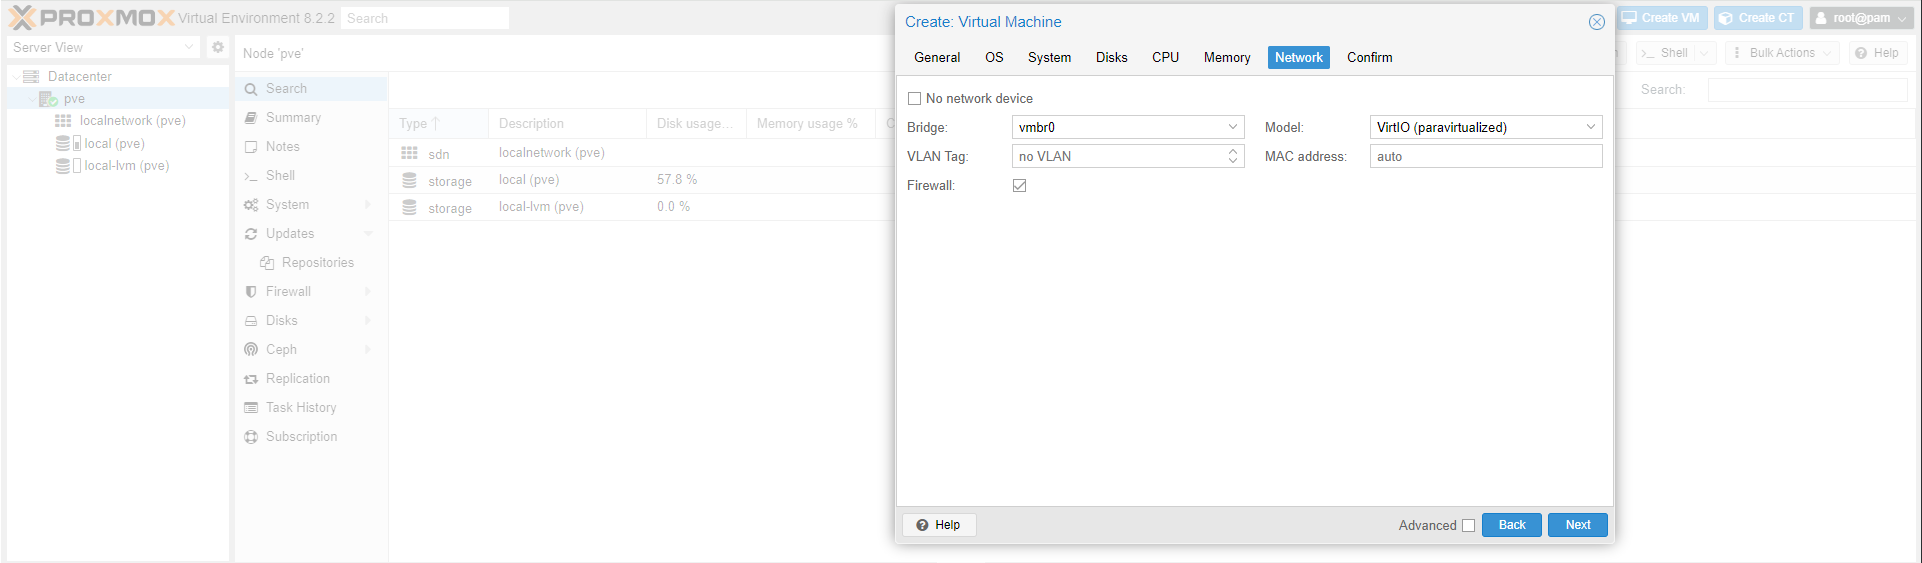 PROXMOX Virtual Environment 8.2.2 Search
Create VM Create CT root@pam
Server View
Datacenter
pve
localnetwork (pve)
local (pve)
local-lvm (pve)
Node 'pve'
Shell Bulk Actions Help
Search
Summary
Notes
Shell
System
Updates
Repositories
Firewall
Disks
Ceph
Replication
Task History
Subscription
Search:
Type Description Disk usage... Memory usage % C
sdn localnetwork (pve)
storage local (pve) 57.8 %
storage local-lvm (pve) 0.0 %
Create: Virtual Machine
General OS System Disks CPU Memory Network Confirm
No network device
Bridge: vmbr0 Model: VirtIO (paravirtualized)
VLAN Tag: no VLAN MAC address: auto
Firewall:
Help Advanced Back Next